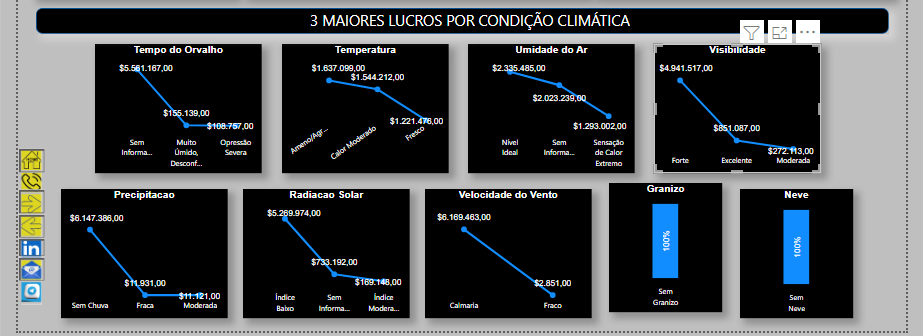 3 MAIORES LUCROS POR CONDIÇÃO CLIMÁTICA
Tempo do Orvalho
$5.561.167,00
$155.139,00
$108.757,00
Sem Informa...
Muito Úmido, Desconf...
Opressão Severa
Temperatura
$1.637.099,00
$1.544.212,00
$1.221.476,00
Ameno/Agr...
Calor Moderado
Fresco
Umidade do Ar
$2.335.485,00
$2.023.239,00
$1.293.002,00
Nível Ideal
Sem Informa...
Sensação de Calor Extremo
Visibilidade
$4.941.517,00
$651.087,00
$272.113,00
Forte
Excelente
Moderada
Precipitacao
$6.147.386,00
$11.931,00
$11.121,00
Sem Chuva
Fraca
Moderada
Radiacao Solar
$5.269.974,00
$733.192,00
$169.148,00
Índice Baixo
Sem Informa...
Índice Modera...
Velocidade do Vento
$6.169.463,00
$2.851,00
Calmaria
Fraco
Granizo
100%
Sem Granizo
Neve
100%
Sem Neve
in